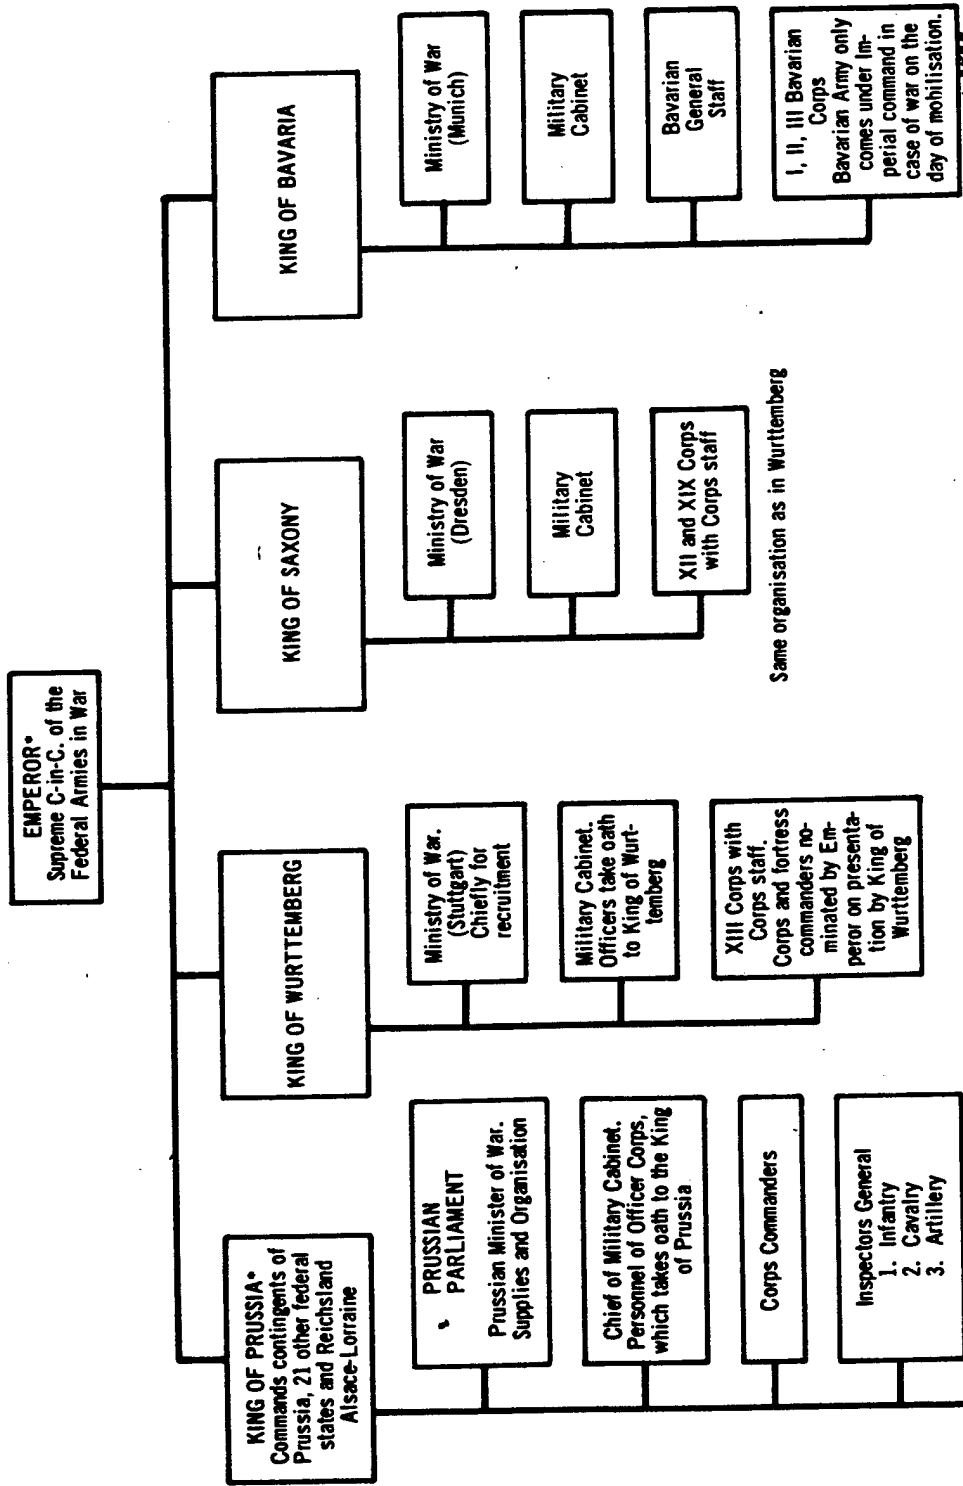 EMPEROR*
Supreme C-in-C. of the
Federal Armies in War
KING OF PRUSSIA*
Commands contingents of
Prussia, 21 other federal
states and Reichsland
Alsace-Lorraine
PRUSSIAN
PARLIAMENT
Prussian Minister of War.
Supplies and Organisation
Chief of Military Cabinet.
Personnel of Officer Corps,
which takes oath to the King
of Prussia
Corps Commanders
Inspectors General
1. Infantry
2. Cavalry
3. Artillery
KING OF WURTTEMBERG
Ministry of War.
(Stuttgart)
Chiefly for
recruitment
Military Cabinet.
Officers take oath
to King of Wurt-
temberg
XIII Corps with
Corps staff.
Corps and fortress
commanders no-
minated by Em-
peror on presenta-
tion by King of
Wurttemberg
KING OF SAXONY
Ministry of War
(Dresden)
Military
Cabinet
XII and XIX Corps
with Corps staff
Same organisation as in Wurttemberg
KING OF BAVARIA
Ministry of War
(Munich)
Military
Cabinet
Bavarian
General
Staff
I, II, III Bavarian
Corps
Bavarian Army only
comes under Im-
perial command in
case of war on the
day of mobilisation.